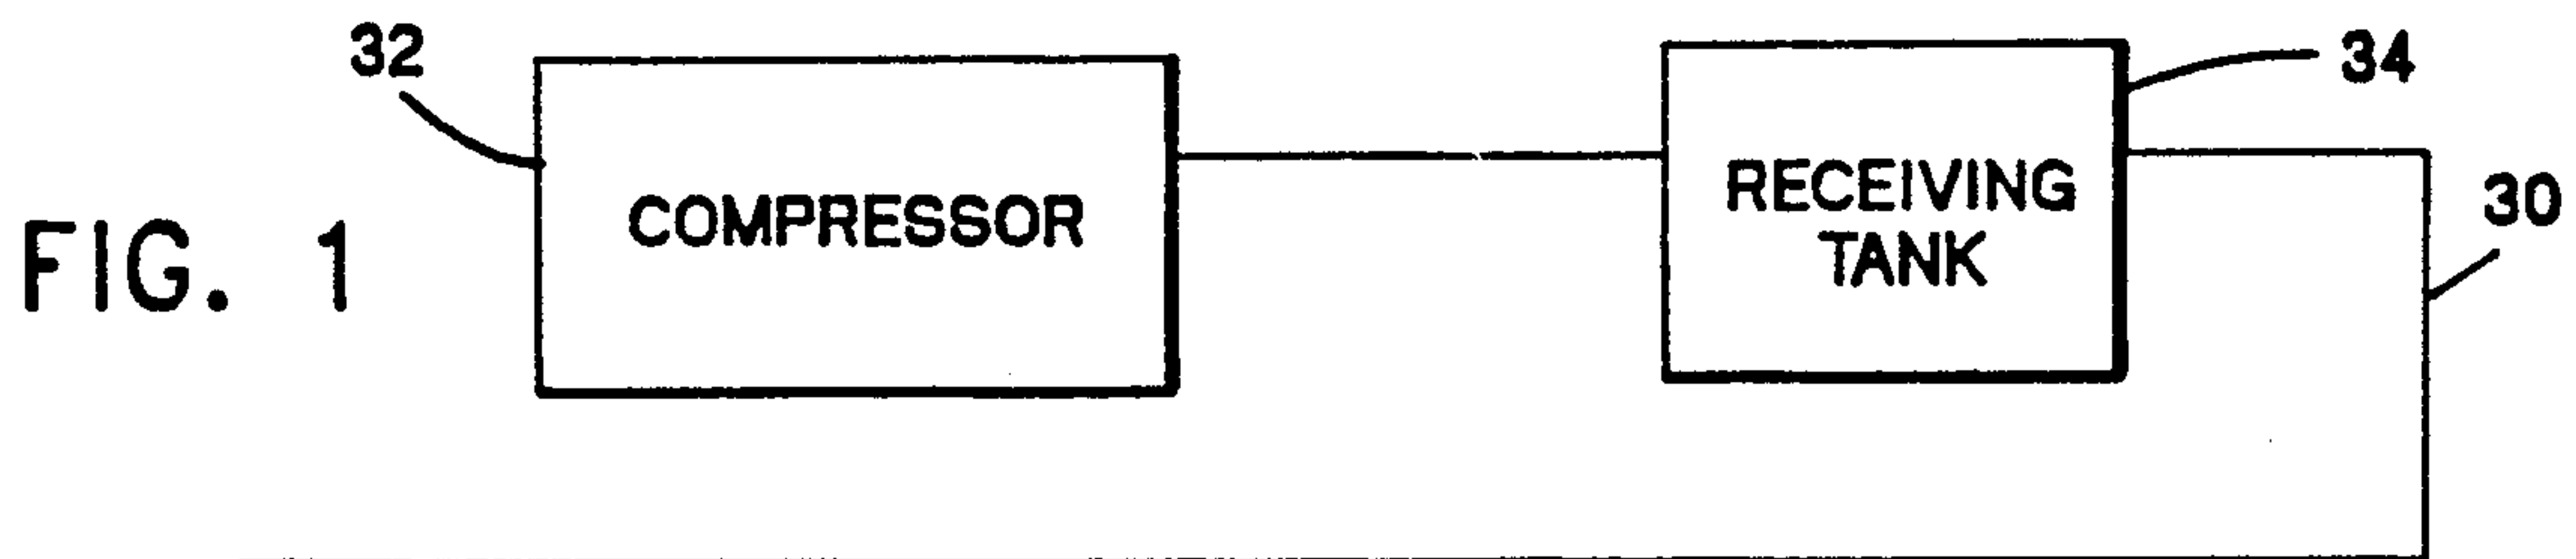 32
34
COMPRESSOR
RECEIVING
TANK
30
FIG. 1